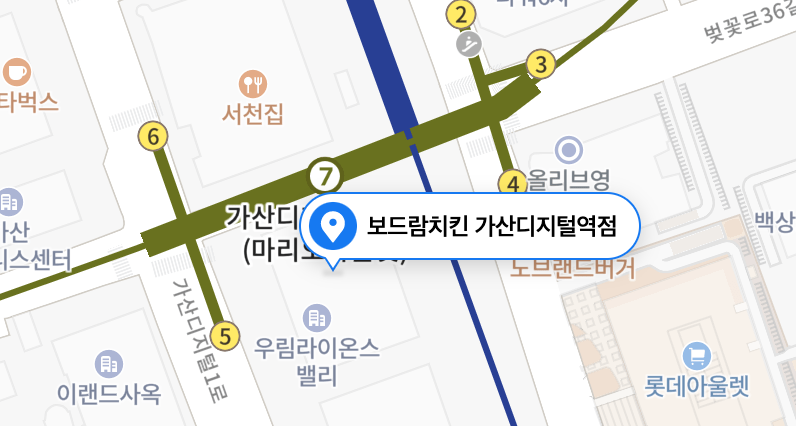 2
벚꽃로36길
3
타벅스
서천집
6
7
4
올리브영
가산디
보드람치킨 가산디지털역점
(마리오
백상
가산
니스센터
노브랜드버거
가산디지털1로
5
우림라이온스
밸리
이랜드사옥
롯데아울렛